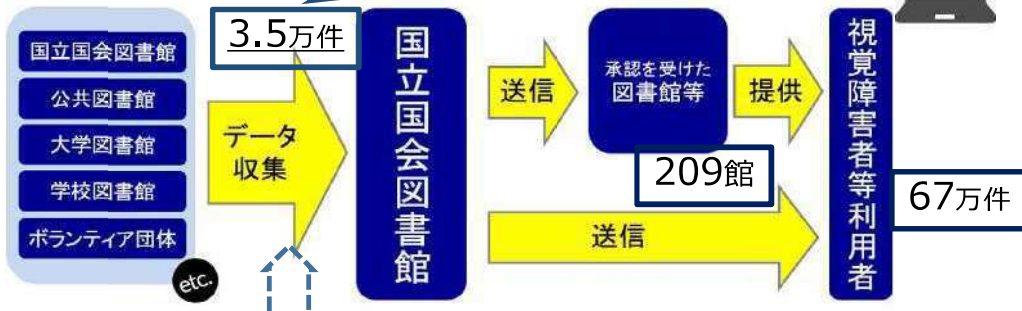 国立国会図書館
公共図書館
大学図書館
学校図書館
ボランティア団体
etc.
3.5万件
データ
収集
国立国会図書館
送信
承認を受けた
図書館等
209館
提供
送信
視覚障害者等利用者
67万件